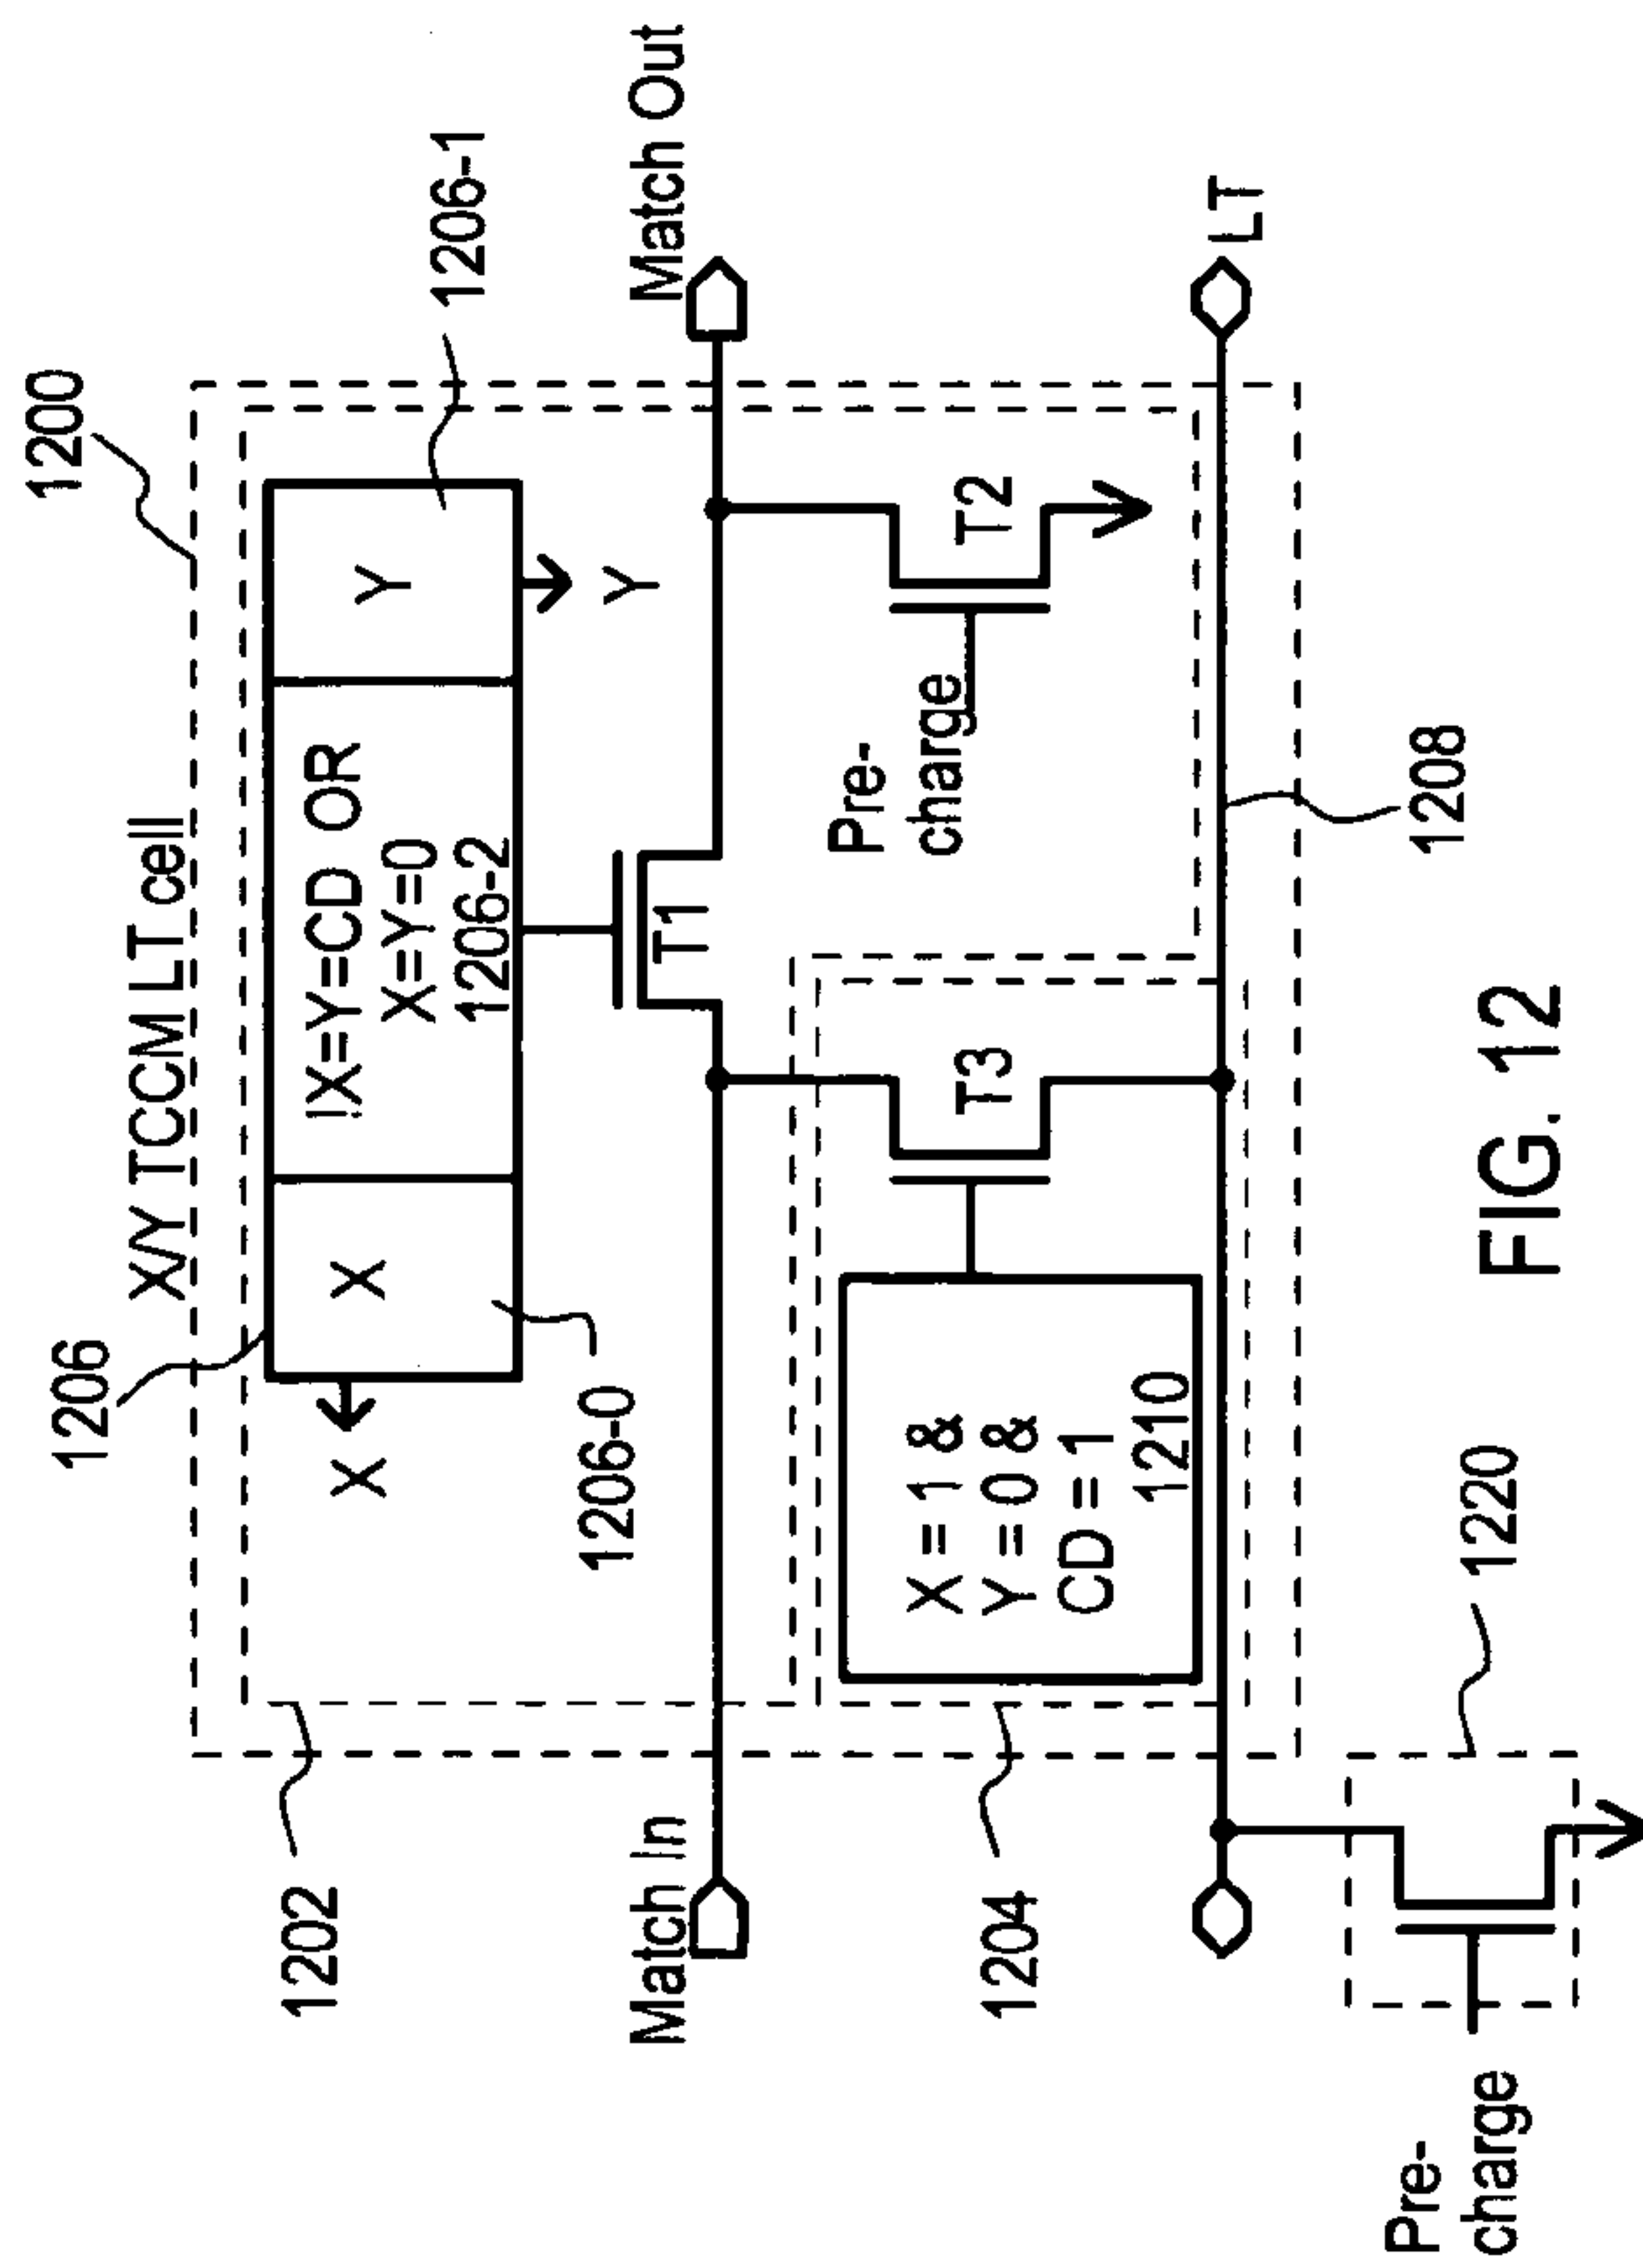 1200
X/Y TCCM LT cell
1206
1206-1
X
X
!X=Y=CD OR
X=Y=0
1206-2
Y
Y
1202
1206-0
Match In
T1
Match Out
Pre-
charge
T2
T3
X = 1 &
Y = 0 &
CD = 1
1210
1204
LT
1208
1220
Pre-
charge
FIG. 12